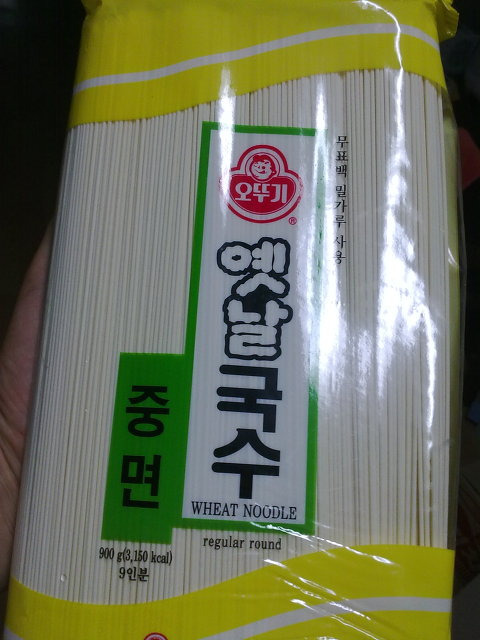 오뚜기
®
무표백 밀가루 사용
옛날
국수
중면
WHEAT NOODLE
regular round
900 g(3,150 kcal)
9인분